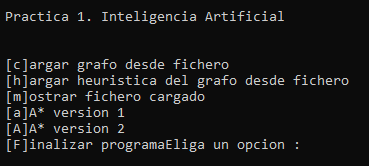 Practica 1. Inteligencia Artificial
[c]argar grafo desde fichero
[h]argar heuristica del grafo desde fichero
[m]ostrar fichero cargado
[a]A* version 1
[A]A* version 2
[F]inalizar programaEliga un opcion :